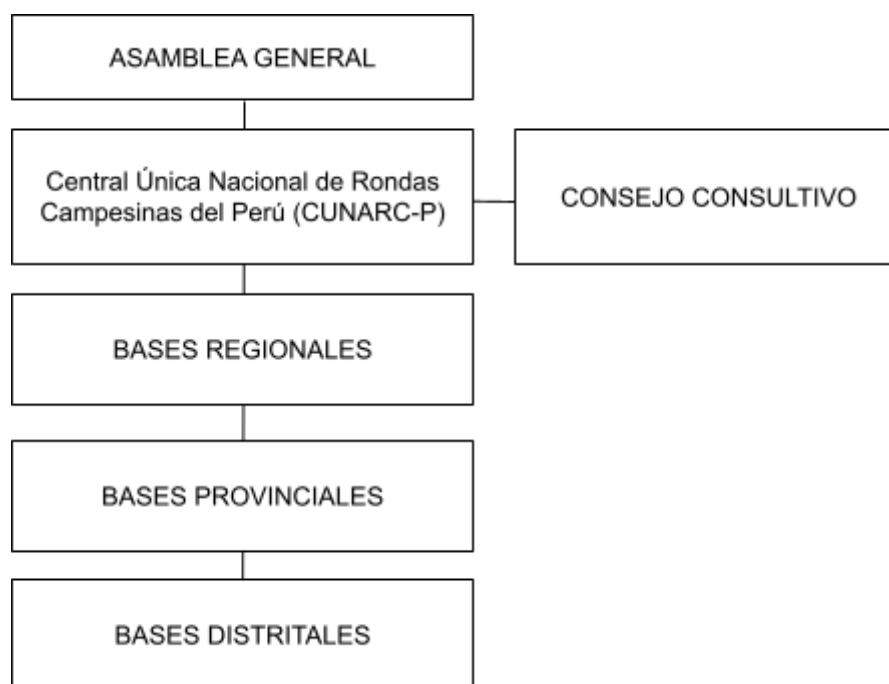 ASAMBLEA GENERAL
Central Única Nacional de Rondas
Campesinas del Perú (CUNARC-P)
CONSEJO CONSULTIVO
BASES REGIONALES
BASES PROVINCIALES
BASES DISTRITALES